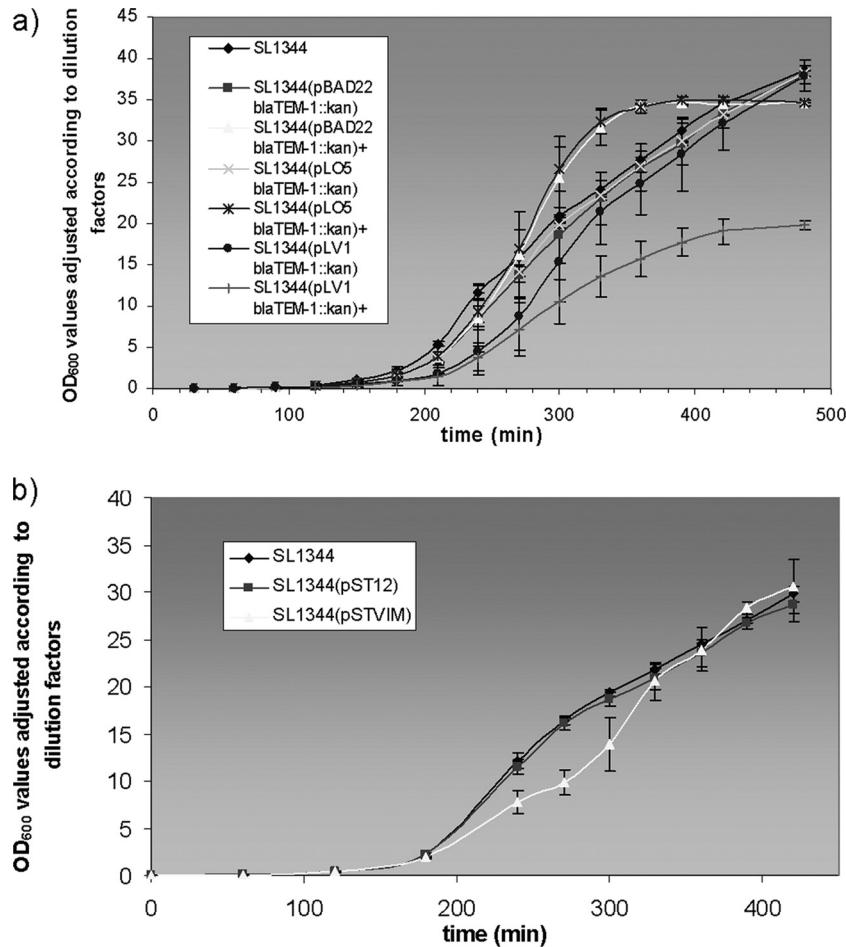 a)
45
40
35
30
25
20
15
10
5
0
OD600 values adjusted according to dilution
factors
SL1344
SL1344(pBAD22
blaTEM-1::kan)
SL1344(pBAD22
blaTEM-1::kan)+
SL1344(pLO5
blaTEM-1::kan)
SL1344(pLO5
blaTEM-1::kan)+
SL1344(pLV1
blaTEM-1::kan)
SL1344(pLV1
blaTEM-1::kan)+
0 100 200 300 400 500
time (min)
b)
40
35
30
25
20
15
10
5
0
OD600 values adjusted according to
dilution factors
SL1344
SL1344(pST12)
SL1344(pSTVIM)
0 100 200 300 400
time (min)